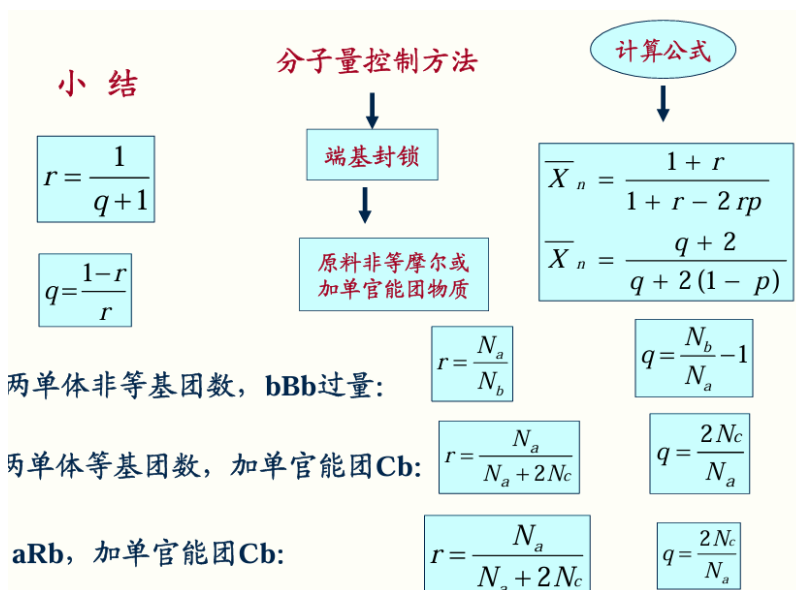 小 结
分子量控制方法
计算公式
端基封锁
原料非等摩尔或
加单官能团物质
r = 1 / (q+1)
q = (1−r) / r
X̄n = (1 + r) / (1 + r − 2rp)
X̄n = (q + 2) / (q + 2(1 − p))
两单体非等基团数，bBb过量:
r = Na / Nb
q = Nb / Na −1
两单体等基团数，加单官能团Cb:
r = Na / (Na + 2Nc)
q = 2Nc / Na
aRb，加单官能团Cb:
r = Na / (Na + 2Nc)
q = 2Nc / Na